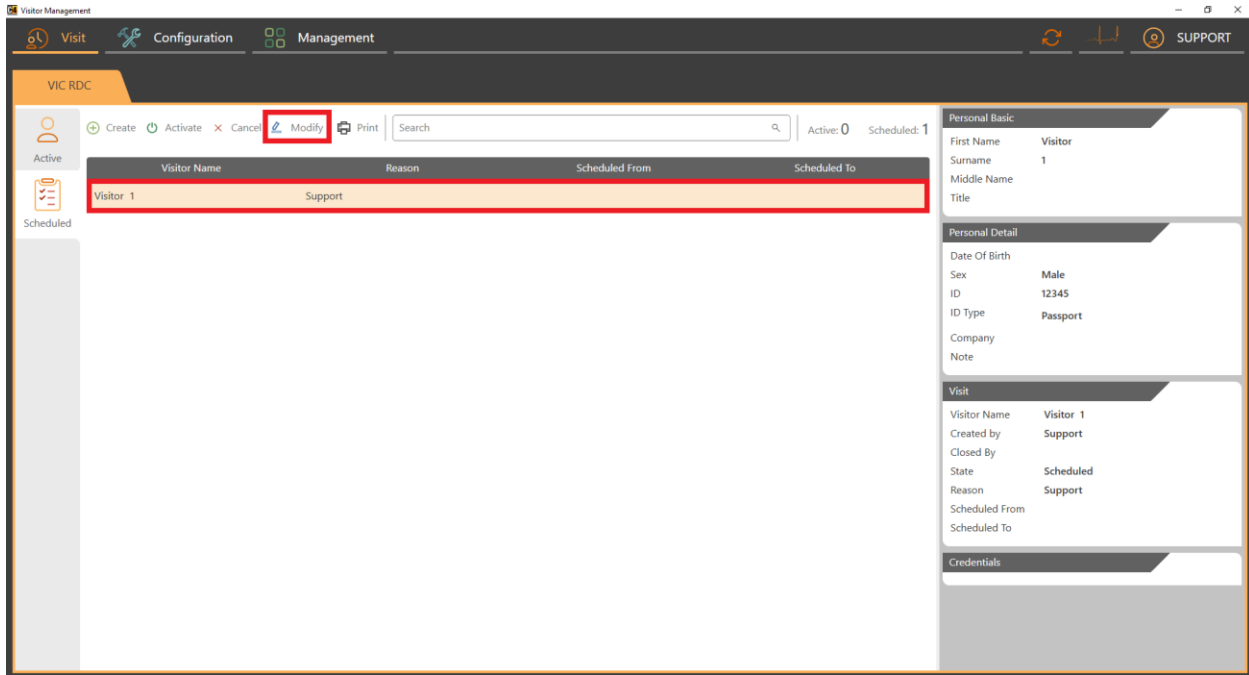 Visitor Management
Visit Configuration Management SUPPORT
VIC RDC
Active
Scheduled
Create Activate Cancel Modify Print Search Active: 0 Scheduled: 1
Visitor Name Reason Scheduled From Scheduled To
Visitor 1 Support
Personal Basic
First Name Visitor
Surname 1
Middle Name
Title
Personal Detail
Date Of Birth
Sex Male
ID 12345
ID Type Passport
Company
Note
Visit
Visitor Name Visitor 1
Created by Support
Closed By
State Scheduled
Reason Support
Scheduled From
Scheduled To
Credentials